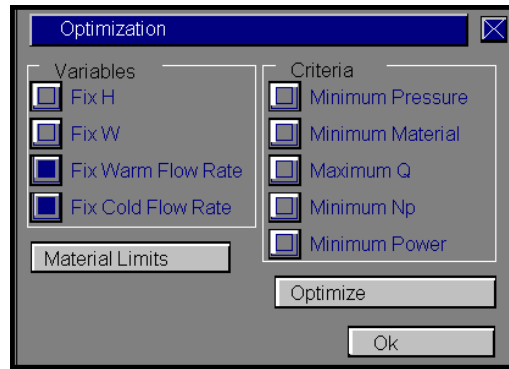 Optimization
Variables
Fix H
Fix W
Fix Warm Flow Rate
Fix Cold Flow Rate
Material Limits
Criteria
Minimum Pressure
Minimum Material
Maximum Q
Minimum Np
Minimum Power
Optimize
Ok